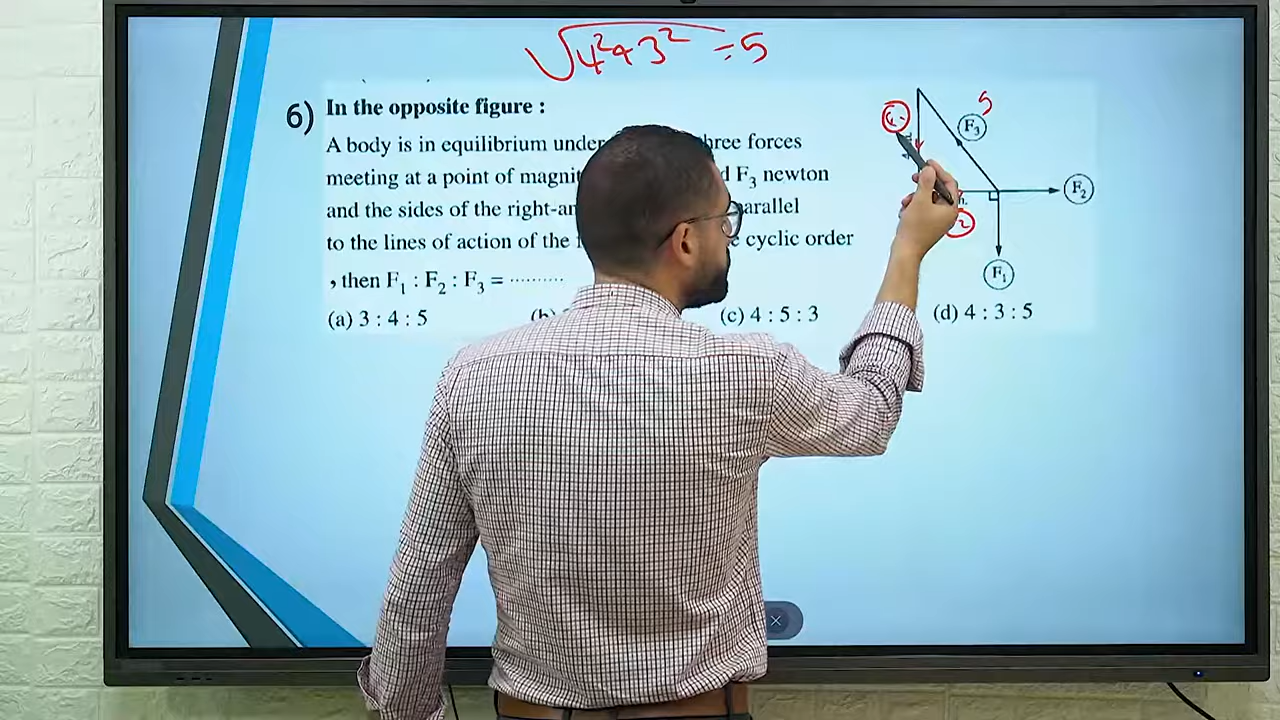 √4²+3² = 5
6) In the opposite figure :
A body is in equilibrium under hree forces
meeting at a point of magnit F₃ newton
and the sides of the right-an arallel
to the lines of action of the cyclic order
, then F₁ : F₂ : F₃ = ..........
(a) 3 : 4 : 5 (c) 4 : 5 : 3 (d) 4 : 3 : 5
5
F₃
F₂
F₁